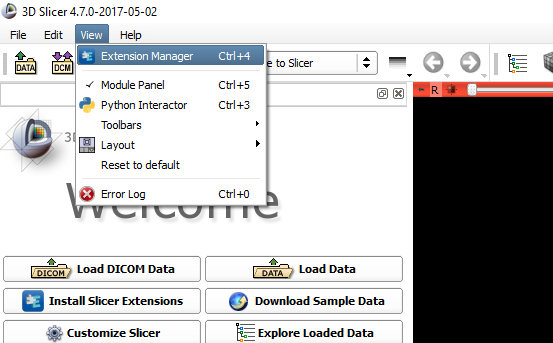 3D Slicer 4.7.0-2017-05-02
File Edit View Help
DATA DCM Extension Manager Ctrl+4 e to Slicer
Module Panel Ctrl+5
R
Python Interactor Ctrl+3
Toolbars
3D
Layout
Reset to default
Error Log Ctrl+0
Welcome
DICOM Load DICOM Data DATA Load Data
Install Slicer Extensions Download Sample Data
Customize Slicer Explore Loaded Data